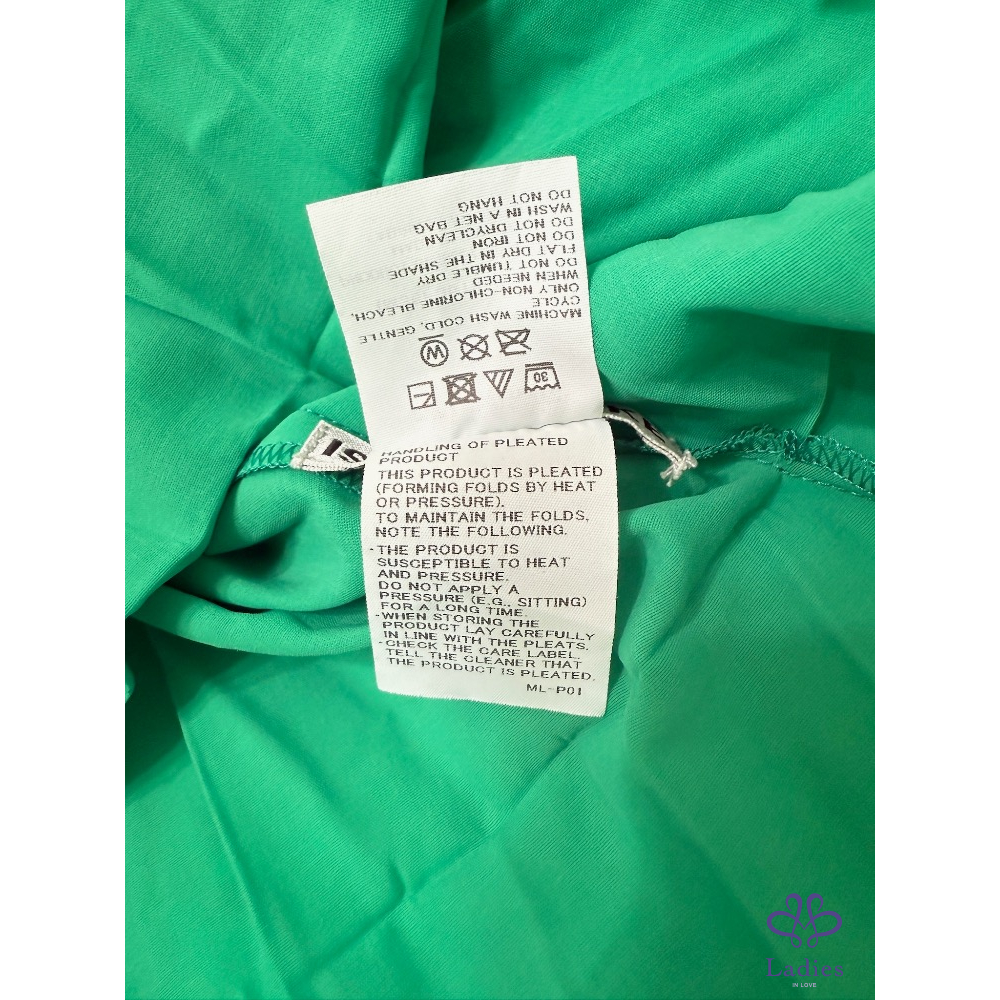 MACHINE WASH COLD, GENTLE
CYCLE
ONLY NON-CHLORINE BLEACH,
WHEN NEEDED
DO NOT TUMBLE DRY
FLAT DRY IN THE SHADE
DO NOT IRON
DO NOT DRYCLEAN
WASH IN A NET BAG
DO NOT HANG
30
W
IS
HANDLING OF PLEATED
PRODUCT
THIS PRODUCT IS PLEATED
(FORMING FOLDS BY HEAT
OR PRESSURE).
TO MAINTAIN THE FOLDS,
NOTE THE FOLLOWING.
-THE PRODUCT IS
SUSCEPTIBLE TO HEAT
AND PRESSURE.
DO NOT APPLY A
PRESSURE (E.G., SITTING)
FOR A LONG TIME.
-WHEN STORING THE
PRODUCT LAY CAREFULLY
IN LINE WITH THE PLEATS.
-CHECK THE CARE LABEL.
TELL THE CLEANER THAT
THE PRODUCT IS PLEATED.
ML-P01
Ladies
IN LOVE